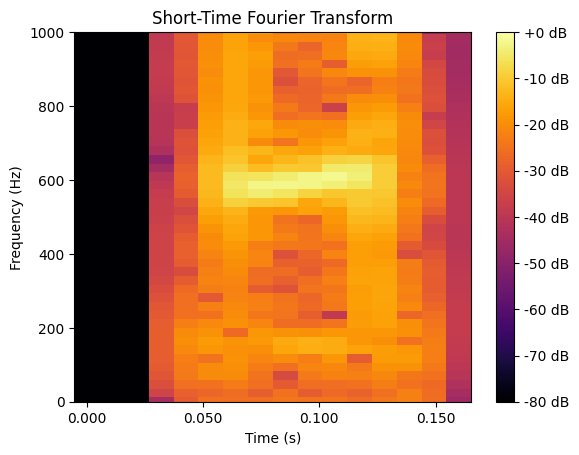 Short-Time Fourier Transform
1000
800
600
400
200
0
Frequency (Hz)
0.000
0.050
0.100
0.150
Time (s)
+0 dB
-10 dB
-20 dB
-30 dB
-40 dB
-50 dB
-60 dB
-70 dB
-80 dB